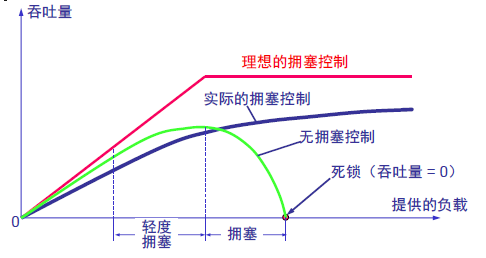 吞吐量
理想的拥塞控制
实际的拥塞控制
无拥塞控制
死锁（吞吐量 = 0）
提供的负载
0
轻度
拥塞
拥塞